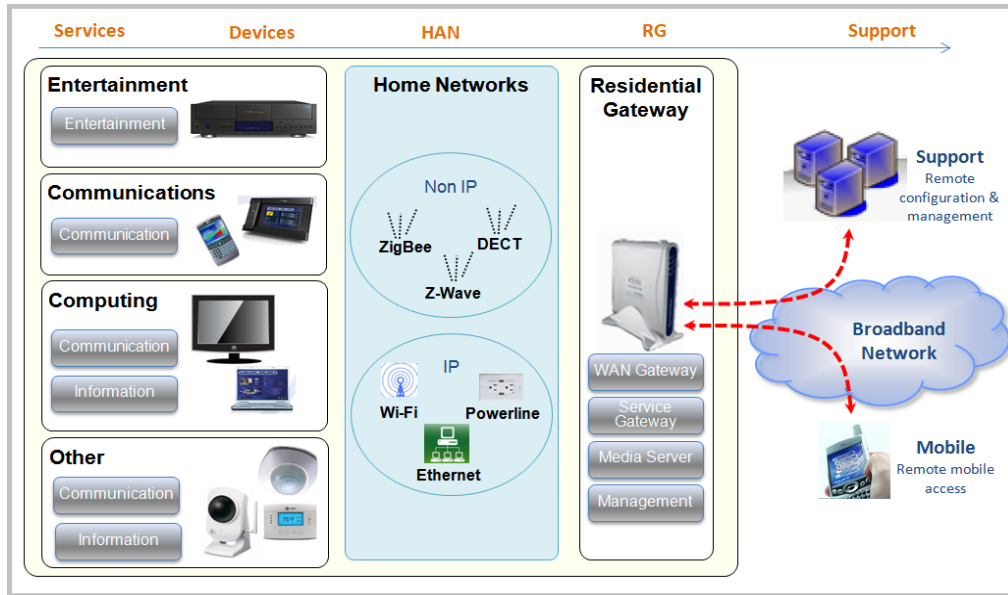 Services
Devices
HAN
RG
Support
Entertainment
Entertainment
Communications
Communication
Computing
Communication
Information
Other
Communication
Information
Home Networks
Non IP
ZigBee
DECT
Z-Wave
IP
Wi-Fi
Powerline
Ethernet
Residential
Gateway
WAN Gateway
Service
Gateway
Media Server
Management
Support
Remote
configuration &
management
Broadband
Network
Mobile
Remote mobile
access